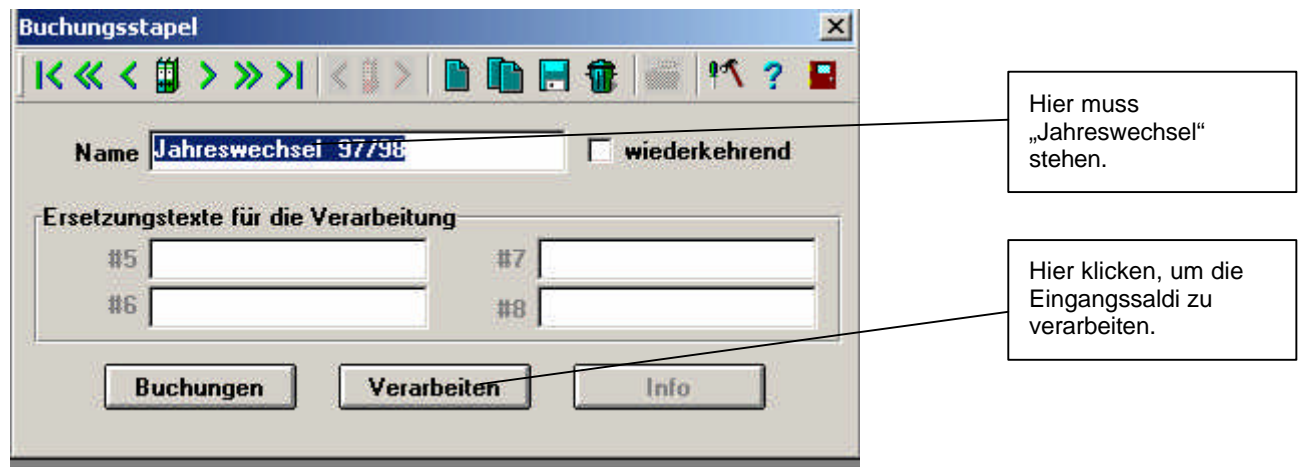 Buchungsstapel
Name Jahreswechsel 97/98 wiederkehrend
Hier muss
„Jahreswechsel“
stehen.
Ersetzungstexte für die Verarbeitung
#5 #7
#6 #8
Hier klicken, um die
Eingangssaldi zu
verarbeiten.
Buchungen Verarbeiten Info